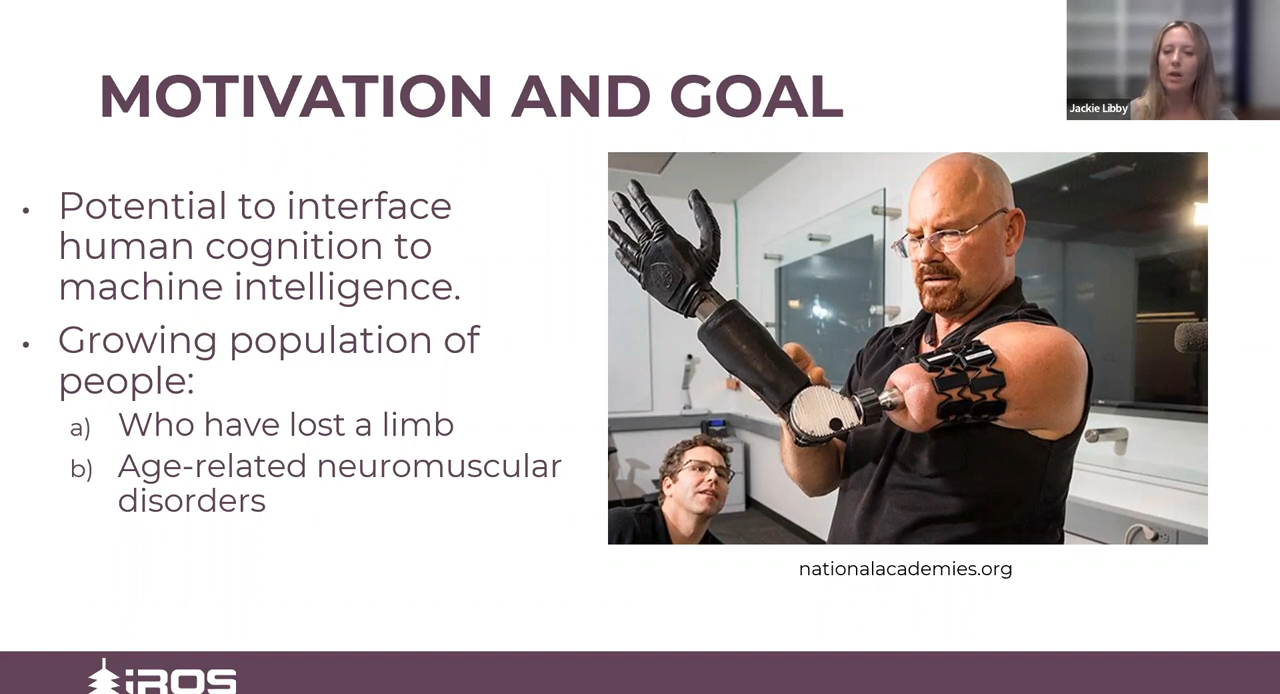 MOTIVATION AND GOAL
Jackie Libby
• Potential to interface
human cognition to
machine intelligence.
• Growing population of
people:
a) Who have lost a limb
b) Age-related neuromuscular
disorders
nationalacademies.org
iROS